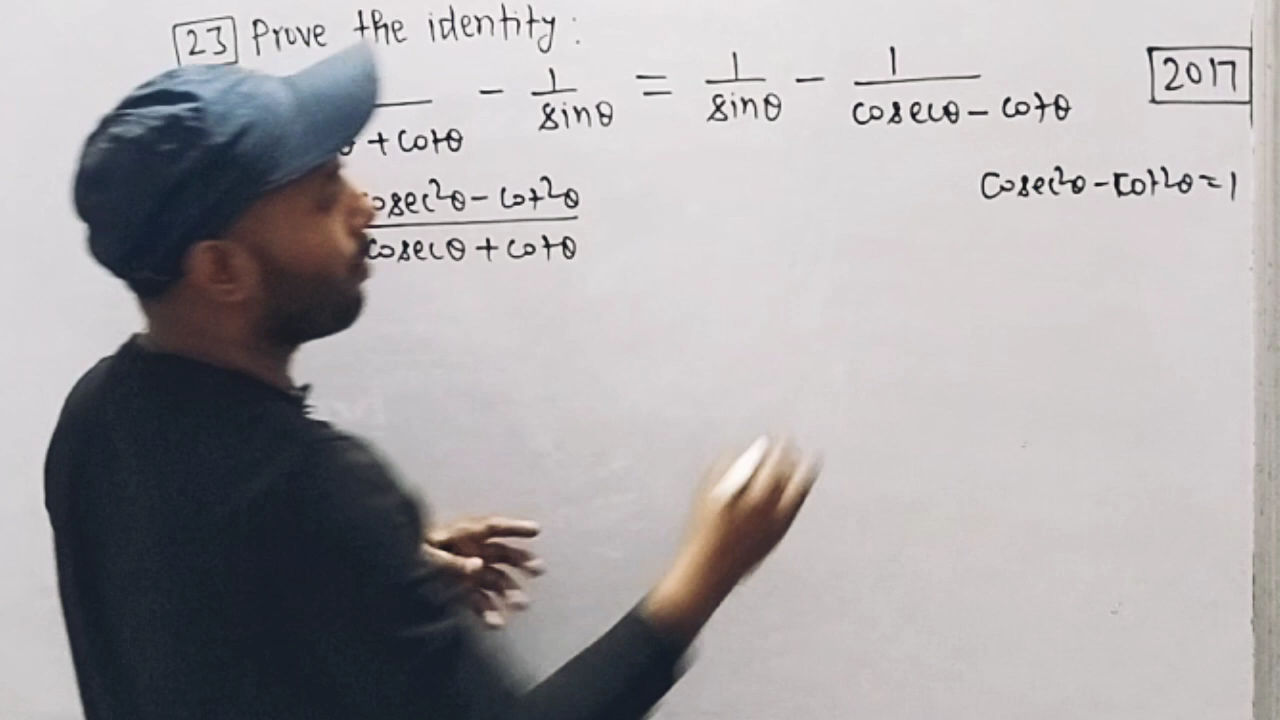 23 Prove the identity :
+ cotθ - 1/sinθ = 1/sinθ - 1/cosecθ - cotθ 2017
cosec²θ - cot²θ = 1
cosec²θ - cot²θ
cosecθ + cotθ